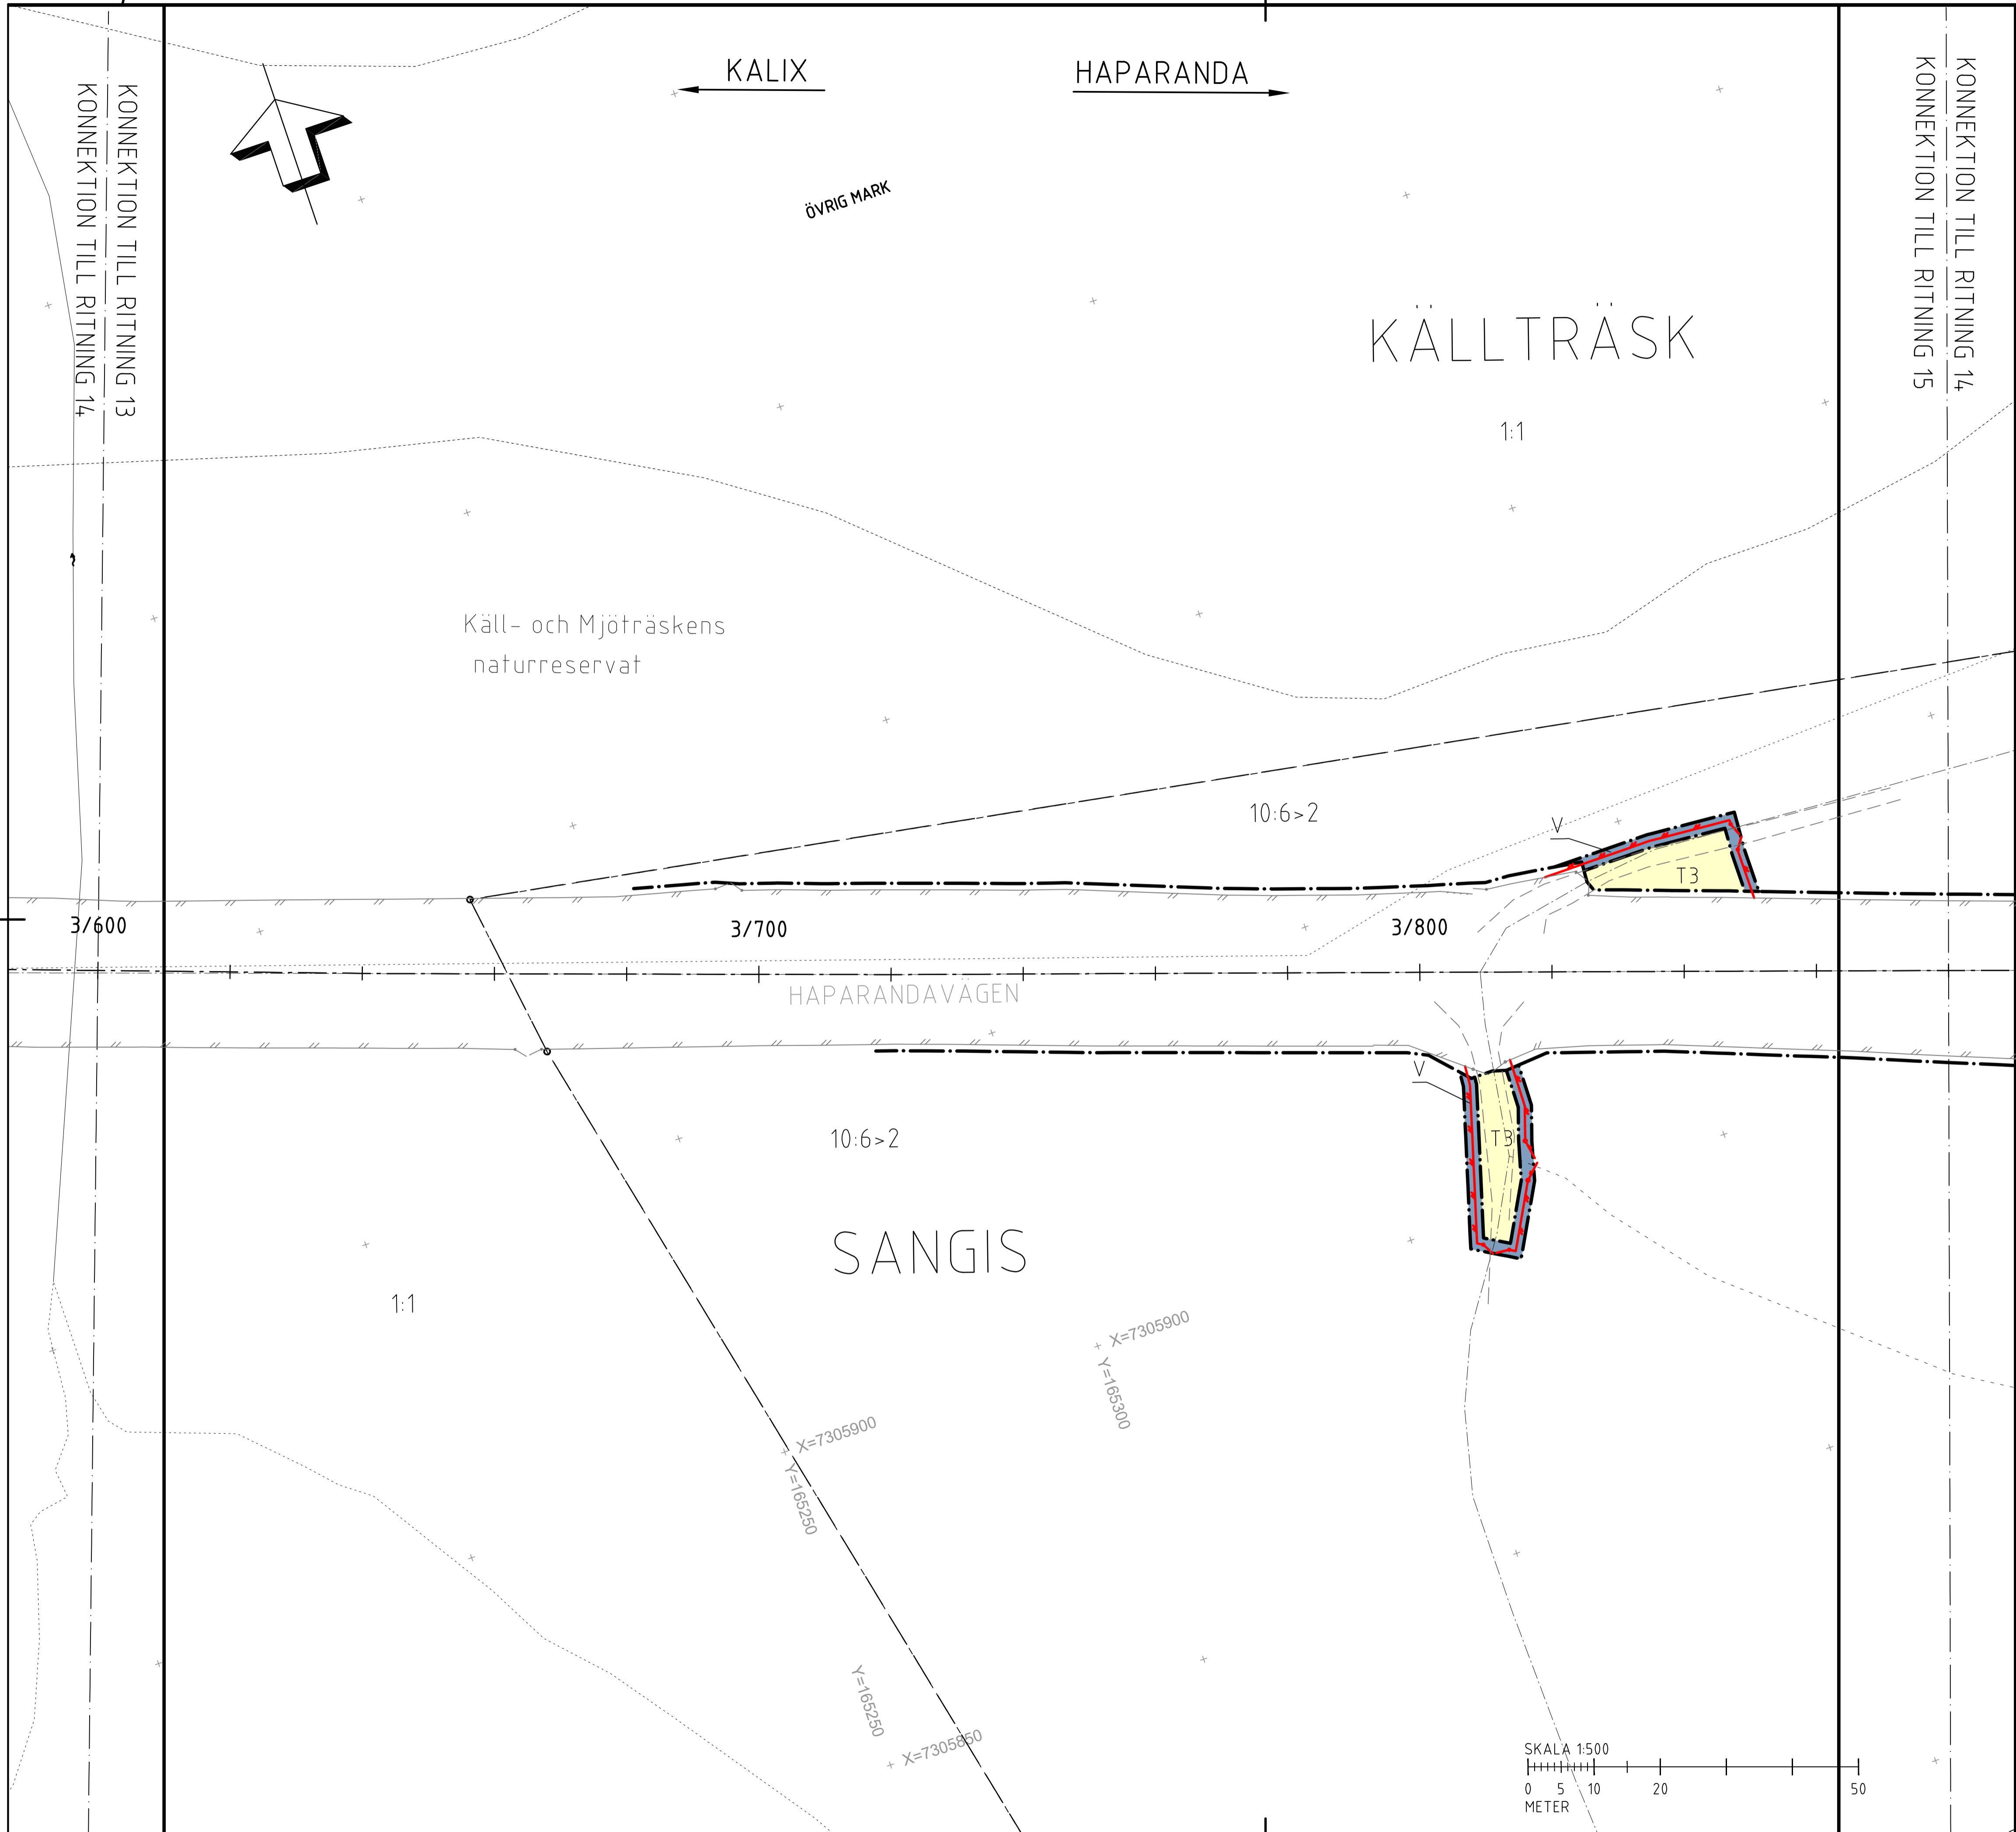 KALIX
HAPARANDA
KONNEKTION TILL RITNING 13
KONNEKTION TILL RITNING 14
KONNEKTION TILL RITNING 14
KONNEKTION TILL RITNING 15
ÖVRIG MARK
KÄLLTRÄSK
1:1
Käll- och Mjöträskens
naturreservat
10:6>2
V
T3
3/600
3/700
3/800
HAPARANDAVÄGEN
V
10:6>2
T3
SANGIS
1:1
X=7305900
Y=165300
X=7305900
Y=165250
Y=165250
X=7305850
SKALA 1:500
0 5 10 20 50
METER